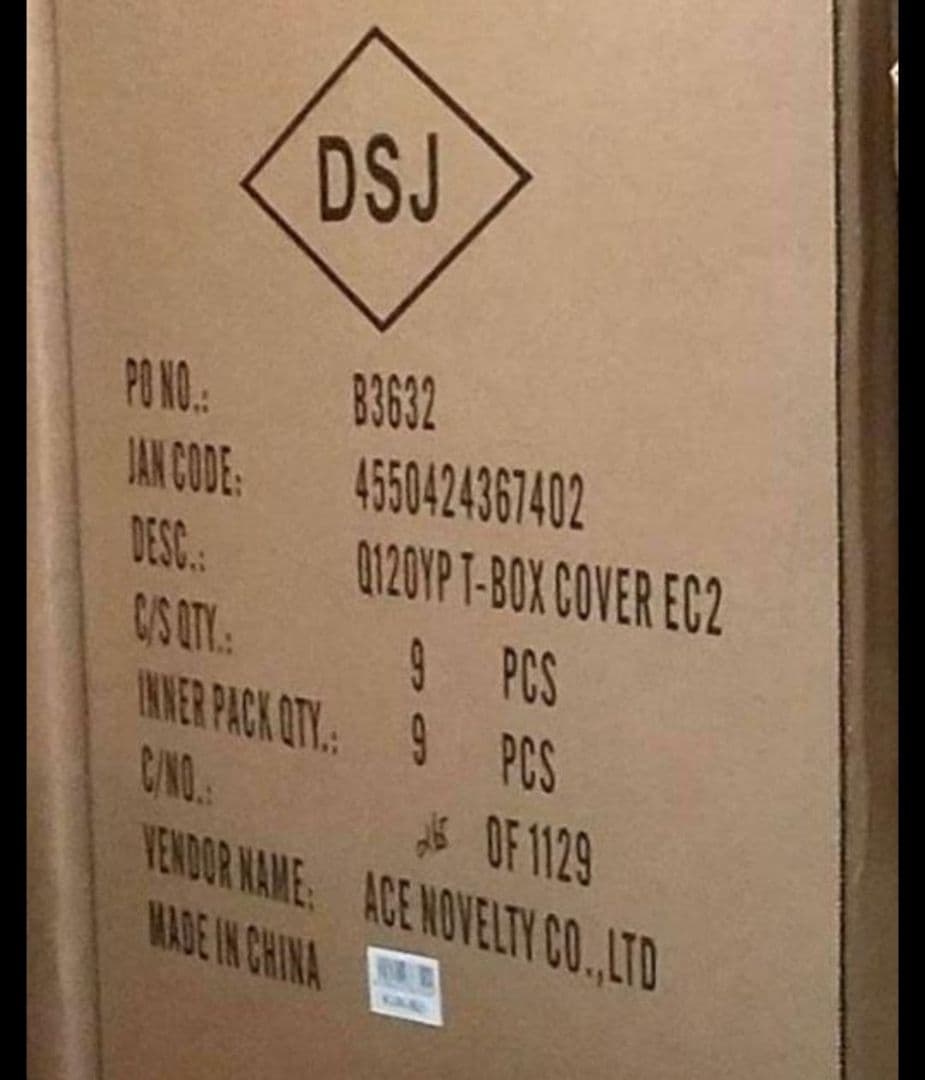 DSJ
PO NO.: B3632
JAN CODE: 4550424367402
DESC.: Q120YP T-BOX COVER EC2
C/S QTY.: 9 PCS
INNER PACK QTY.: 9 PCS
C/NO.: OF 1129
VENDOR NAME: ACE NOVELTY CO.,LTD
MADE IN CHINA